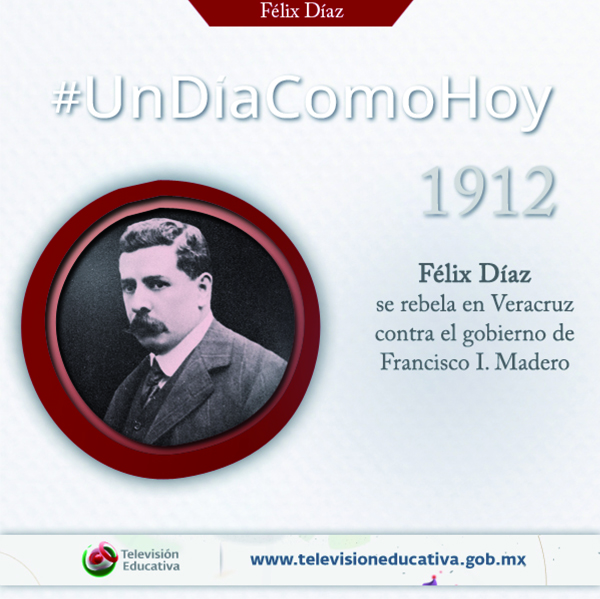 Félix Díaz
#UnDiaComoHoy
1912
Félix Díaz
se rebela en Veracruz
contra el gobierno de
Francisco I. Madero
Televisión
Educativa
www.televisioneducativa.gob.mx